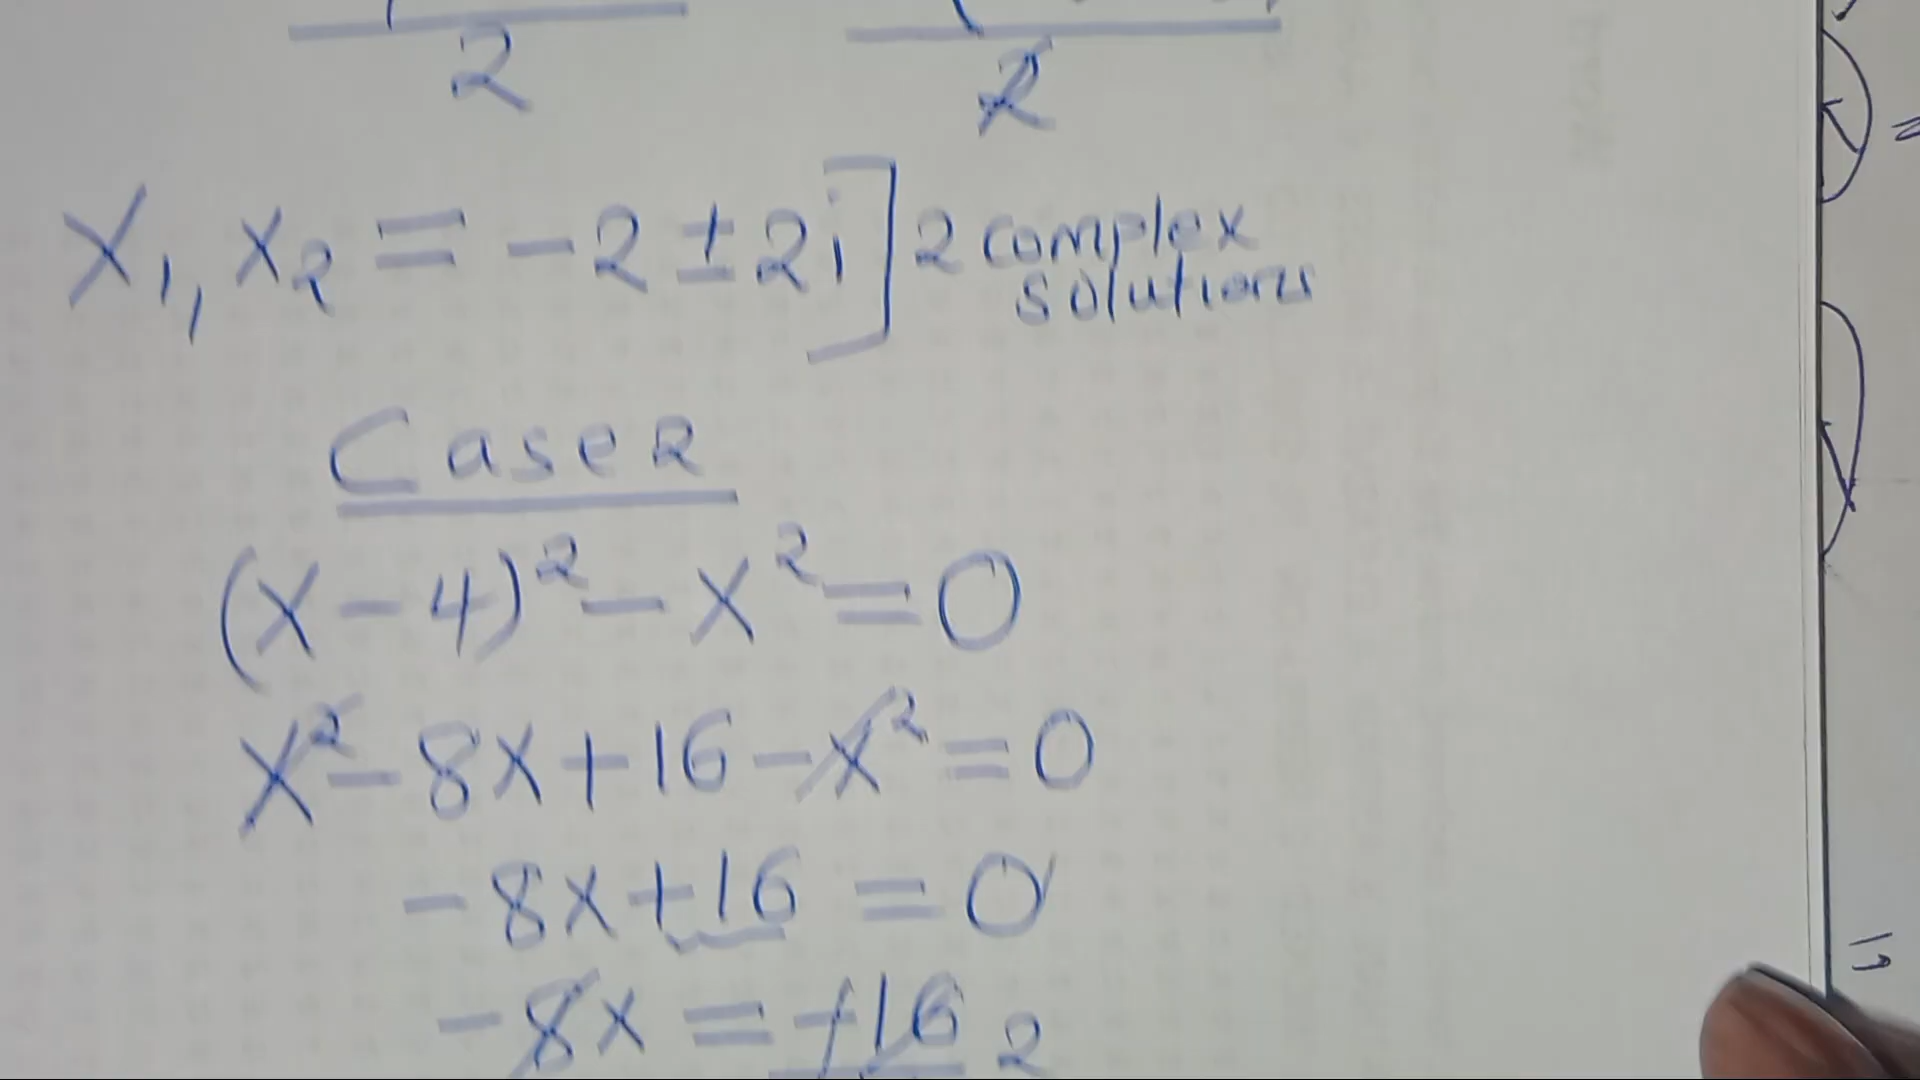 2 2
X₁, X₂ = -2 ± 2i] 2 complex
solutions
Case 2
(x-4)² - x² = 0
x² - 8x + 16 - x² = 0
-8x + 16 = 0
-8x = -16 2